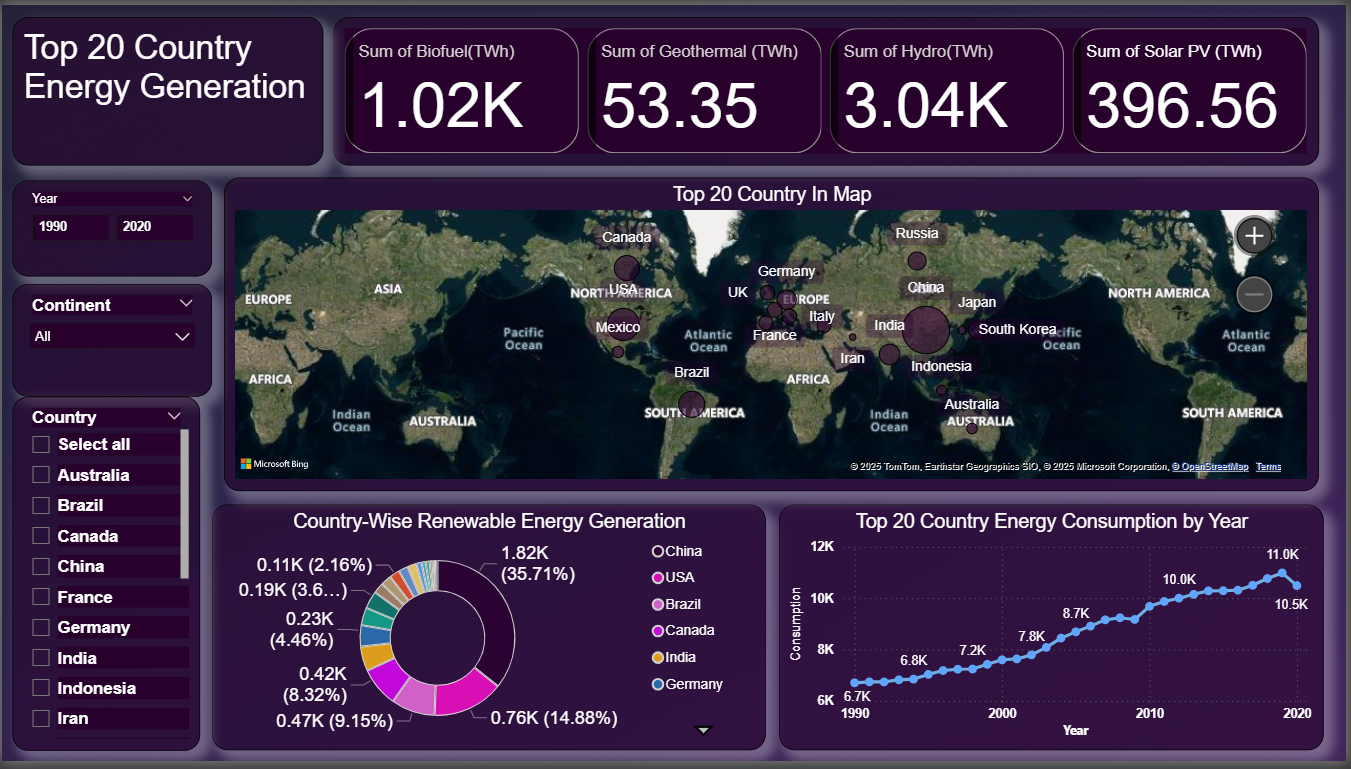 Top 20 Country
Energy Generation
Sum of Biofuel(TWh)
1.02K
Sum of Geothermal (TWh)
53.35
Sum of Hydro(TWh)
3.04K
Sum of Solar PV (TWh)
396.56
Year
1990
2020
Continent
All
Country
Select all
Australia
Brazil
Canada
China
France
Germany
India
Indonesia
Iran
Top 20 Country In Map
EUROPE
ASIA
AFRICA
Indian
Ocean
AUSTRALIA
Pacific
Ocean
Canada
NORTH AMERICA
USA
Mexico
Brazil
SOUTH AMERICA
Atlantic
Ocean
Germany
UK
EUROPE
Italy
France
AFRICA
Russia
China
Japan
India
South Korea
Iran
Indonesia
Pacific
Ocean
Indian
Ocean
Australia
AUSTRALIA
NORTH AMERICA
Atlantic
Ocean
SOUTH AMERICA
Microsoft Bing
© 2025 TomTom, Earthstar Geographics SIO, © 2025 Microsoft Corporation, © OpenStreetMap Terms
Country-Wise Renewable Energy Generation
1.82K
(35.71%)
0.76K (14.88%)
0.47K (9.15%)
0.42K
(8.32%)
0.23K
(4.46%)
0.19K (3.6…)
0.11K (2.16%)
China
USA
Brazil
Canada
India
Germany
Top 20 Country Energy Consumption by Year
Consumption
12K
10K
8K
6K
6.7K
6.8K
7.2K
7.8K
8.7K
10.0K
11.0K
10.5K
1990
2000
2010
2020
Year